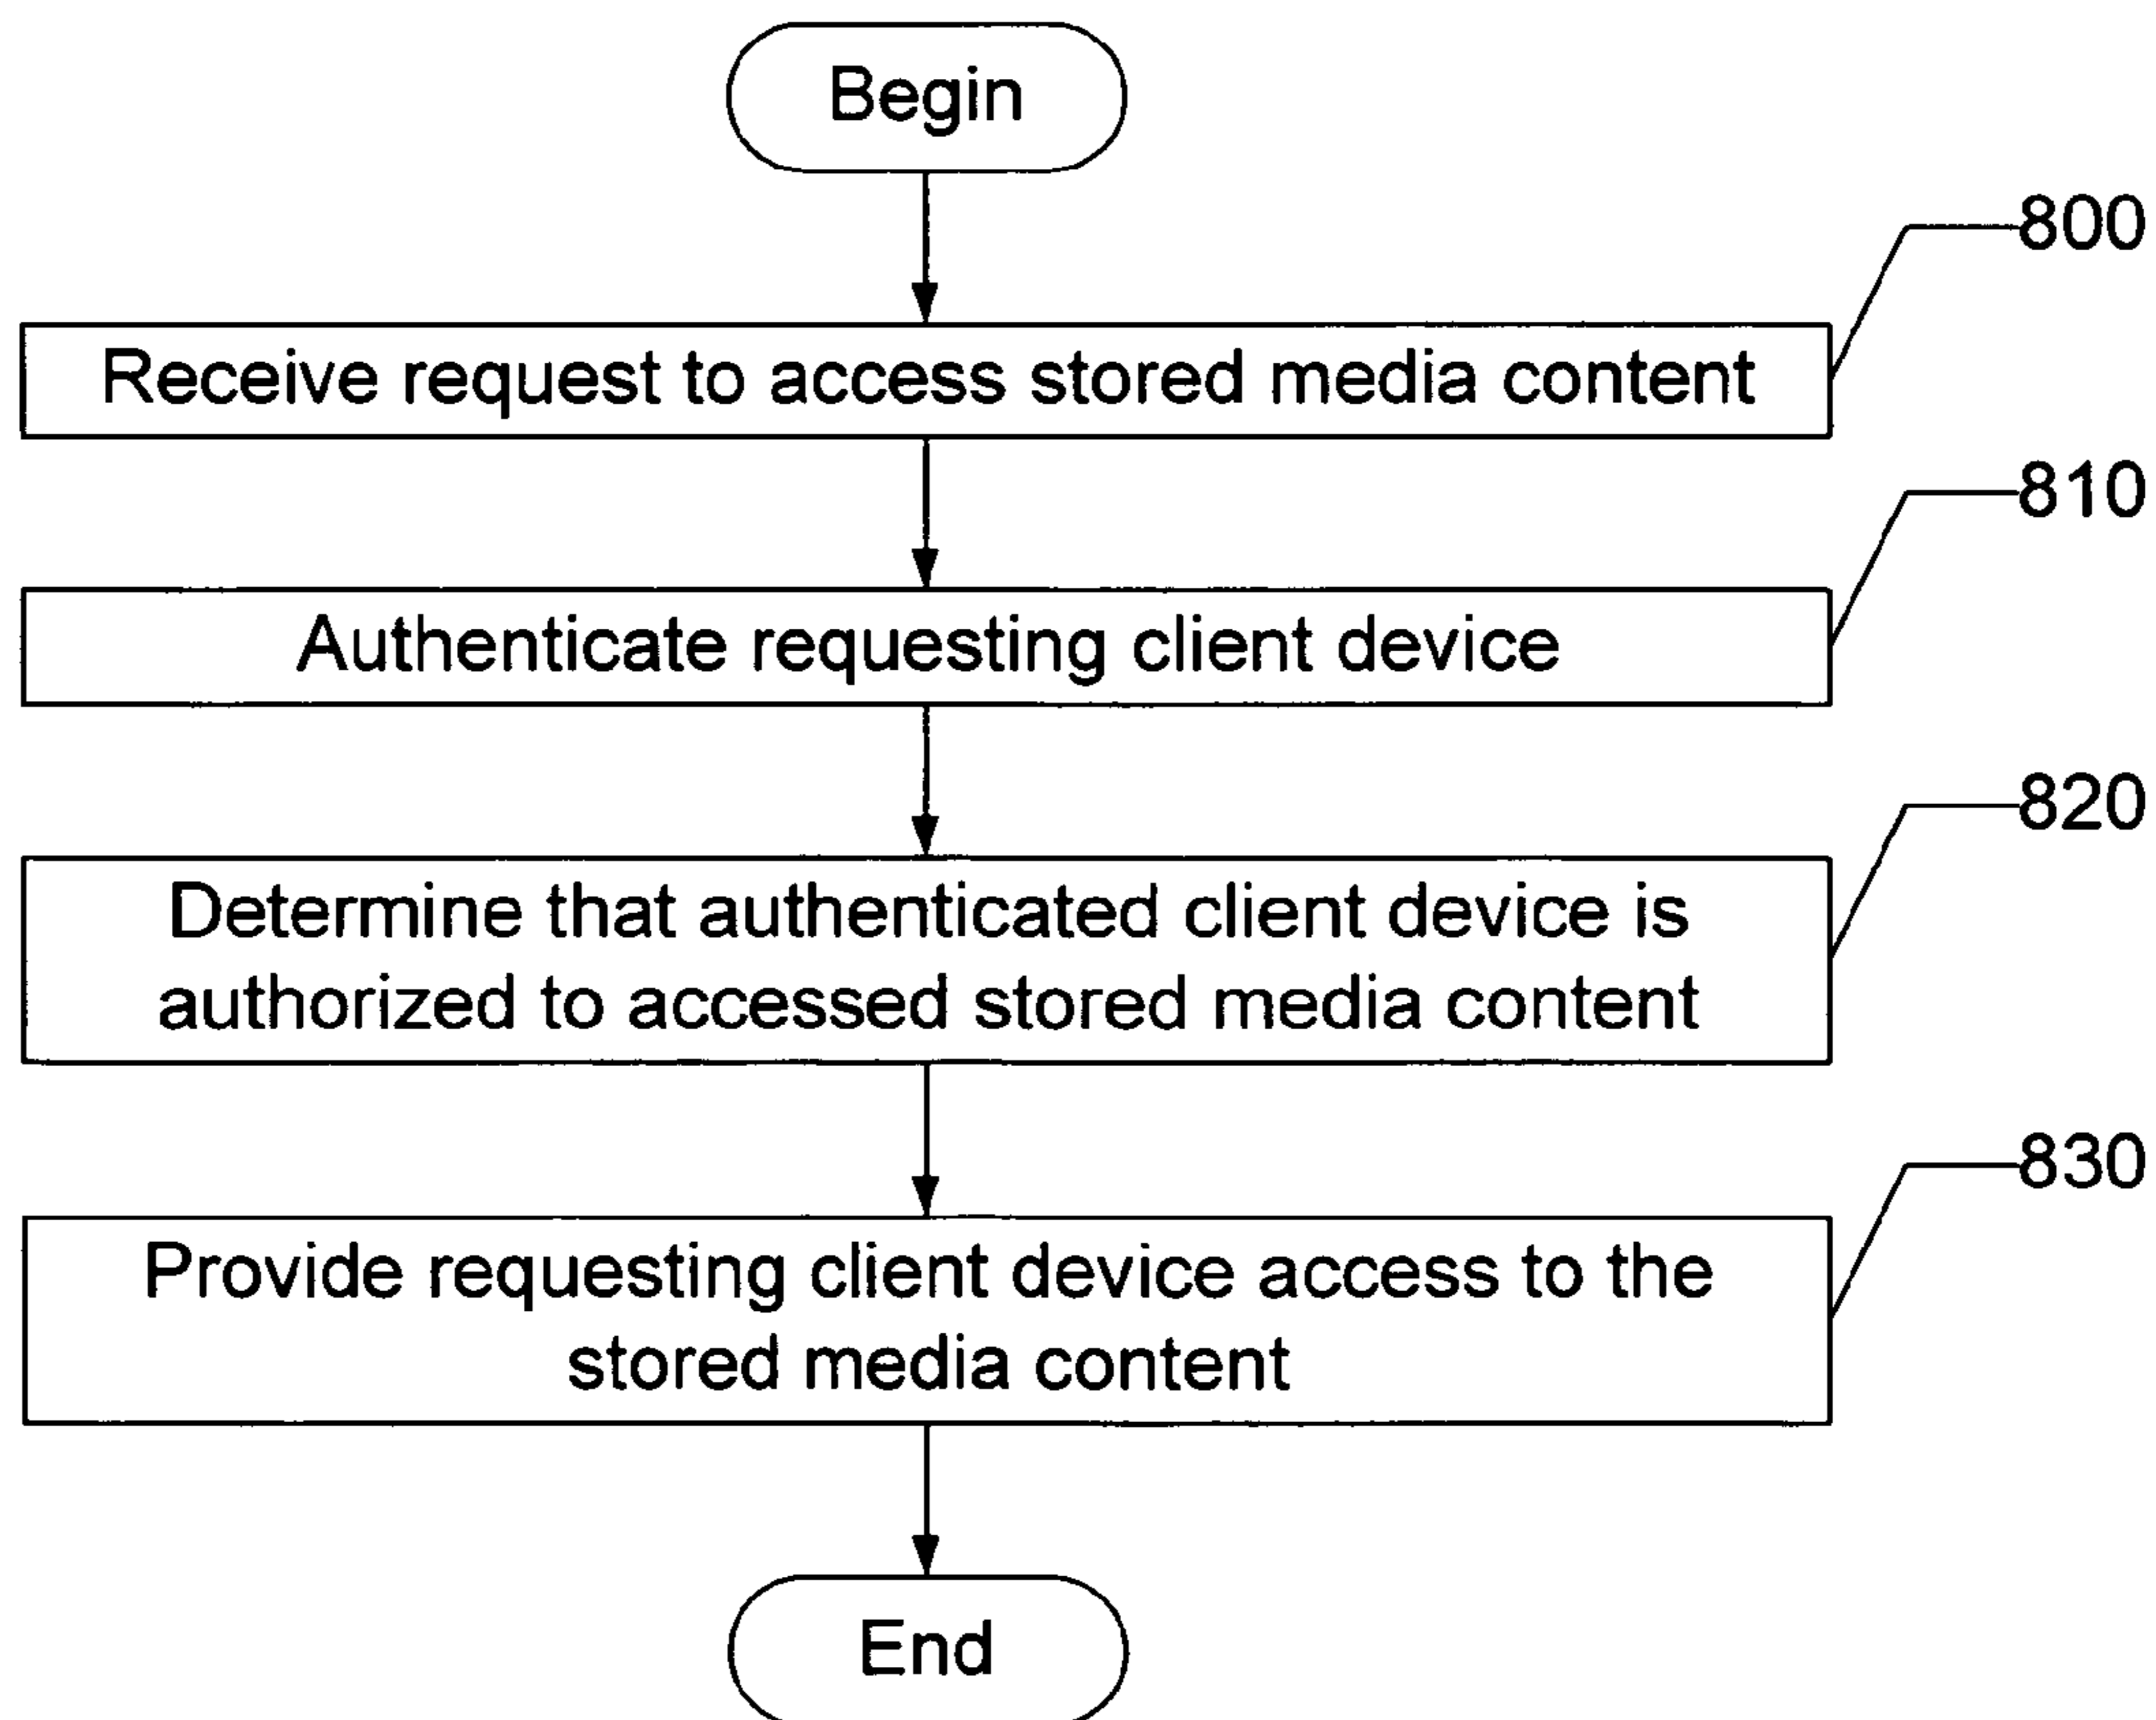 Begin
800
Receive request to access stored media content
810
Authenticate requesting client device
820
Determine that authenticated client device is
authorized to accessed stored media content
830
Provide requesting client device access to the
stored media content
End